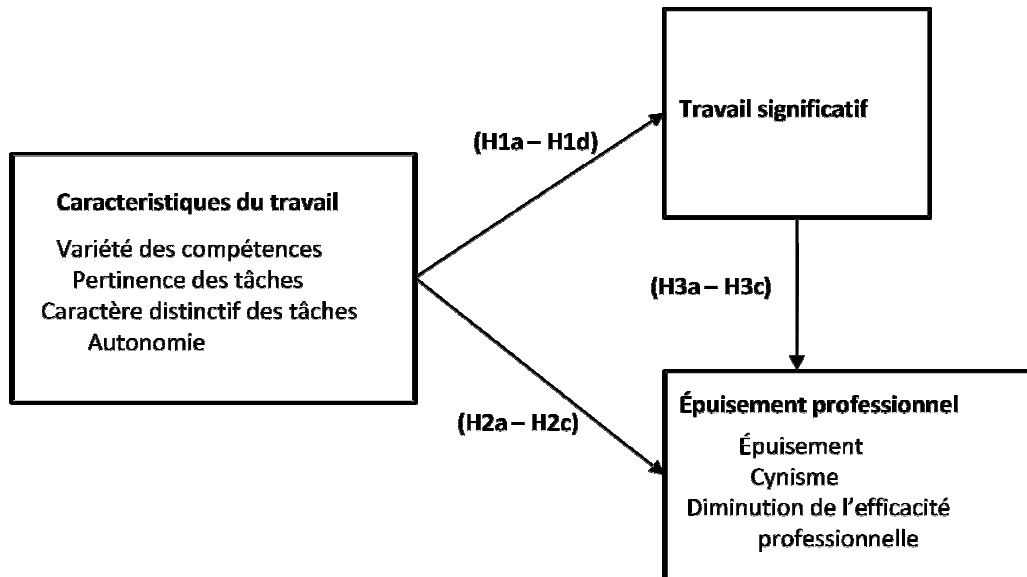 Travail significatif
(H1a – H1d)
Caracteristiques du travail
Variété des compétences
Pertinence des tâches
Caractère distinctif des tâches
Autonomie
(H3a – H3c)
(H2a – H2c)
Épuisement professionnel
Épuisement
Cynisme
Diminution de l'efficacité
professionnelle